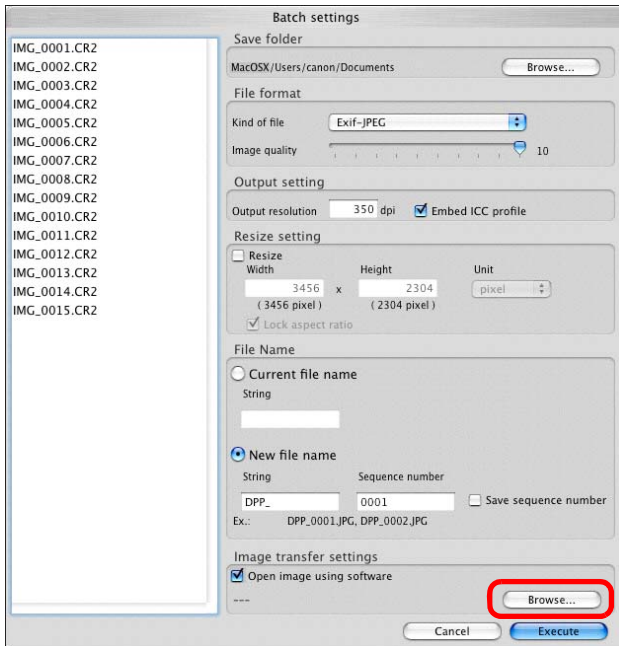 Batch settings
IMG_0001.CR2
IMG_0002.CR2
IMG_0003.CR2
IMG_0004.CR2
IMG_0005.CR2
IMG_0006.CR2
IMG_0007.CR2
IMG_0008.CR2
IMG_0009.CR2
IMG_0010.CR2
IMG_0011.CR2
IMG_0012.CR2
IMG_0013.CR2
IMG_0014.CR2
IMG_0015.CR2
Save folder
MacOSX/Users/canon/Documents Browse...
File format
Kind of file Exif-JPEG
Image quality 10
Output setting
Output resolution 350 dpi Embed ICC profile
Resize setting
Resize
Width Height Unit
3456 x 2304 pixel
(3456 pixel) (2304 pixel)
Lock aspect ratio
File Name
Current file name
String
New file name
String Sequence number
DPP_ 0001 Save sequence number
Ex.: DPP_0001.JPG, DPP_0002.JPG
Image transfer settings
Open image using software
--- Browse...
Cancel Execute